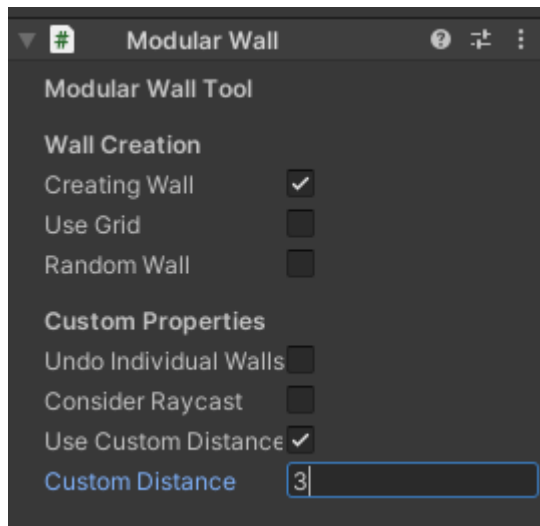 # Modular Wall
Modular Wall Tool
Wall Creation
Creating Wall
Use Grid
Random Wall
Custom Properties
Undo Individual Walls
Consider Raycast
Use Custom Distance
Custom Distance 3